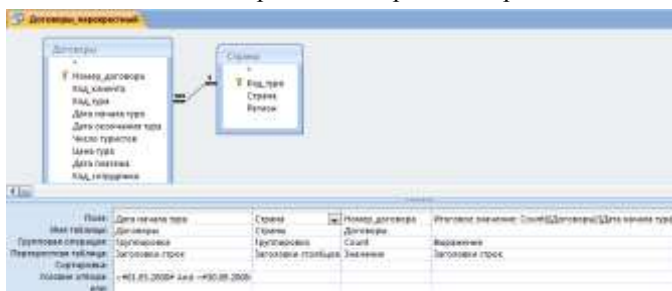 Договоры_перекрестный
Договоры
*
Номер_договора
Код_клиента
Код_тура
Дата начала тура
Дата окончания тура
Число туристов
Цена тура
Дата платежа
Код_сотрудника
Страны
*
Код_тура
Страна
Регион
Поле: Дата начала тура Страна Номер_договора Итоговое значение: Count([Договоры]![Дата начала тура
Имя таблицы: Договоры Страны Договоры
Групповая операция: Группировка Группировка Count Выражение
Перекрестная таблица: Заголовки строк Заголовки столбцов Значение Заголовки строк
Сортировка:
Условие отбора:
или: